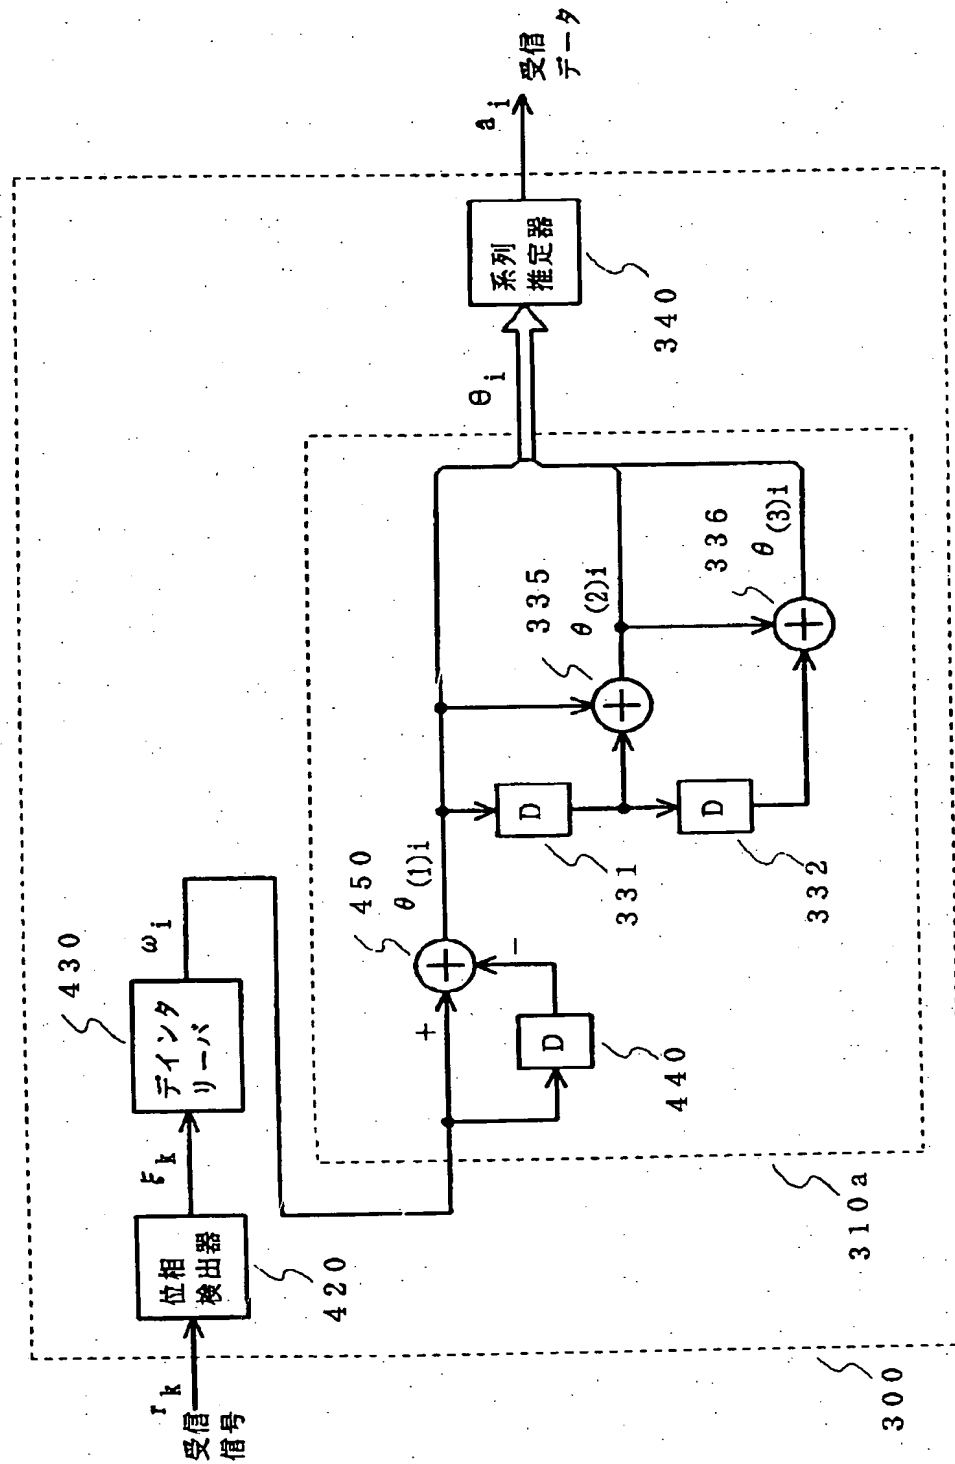 受信
信号
r k
位相
検出器
420
ξ k
デインタ
リーバ
430
ω i
300
310a
+
-
D
440
450
θ (1)i
D
331
D
332
335
θ (2)i
336
θ (3)i
θ i
系列
推定器
340
a i
受信
データ